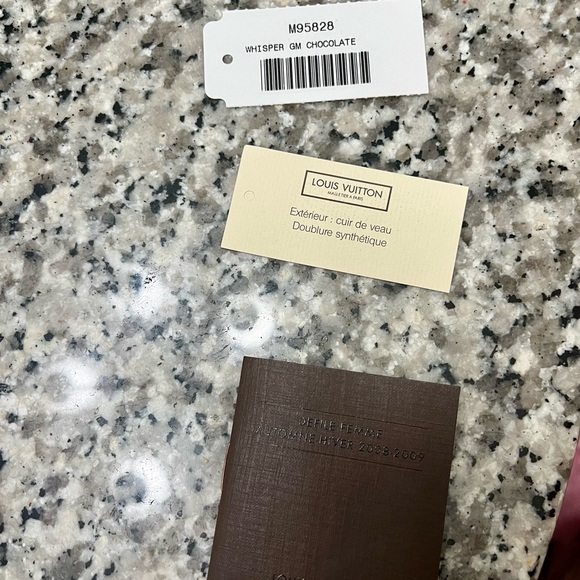 M95828
WHISPER GM CHOCOLATE
LOUIS VUITTON
MALLETIER A PARIS
Extérieur : cuir de veau
Doublure synthétique
DEFILE FEMME
AUTOMNE-HIVER 2008-2009